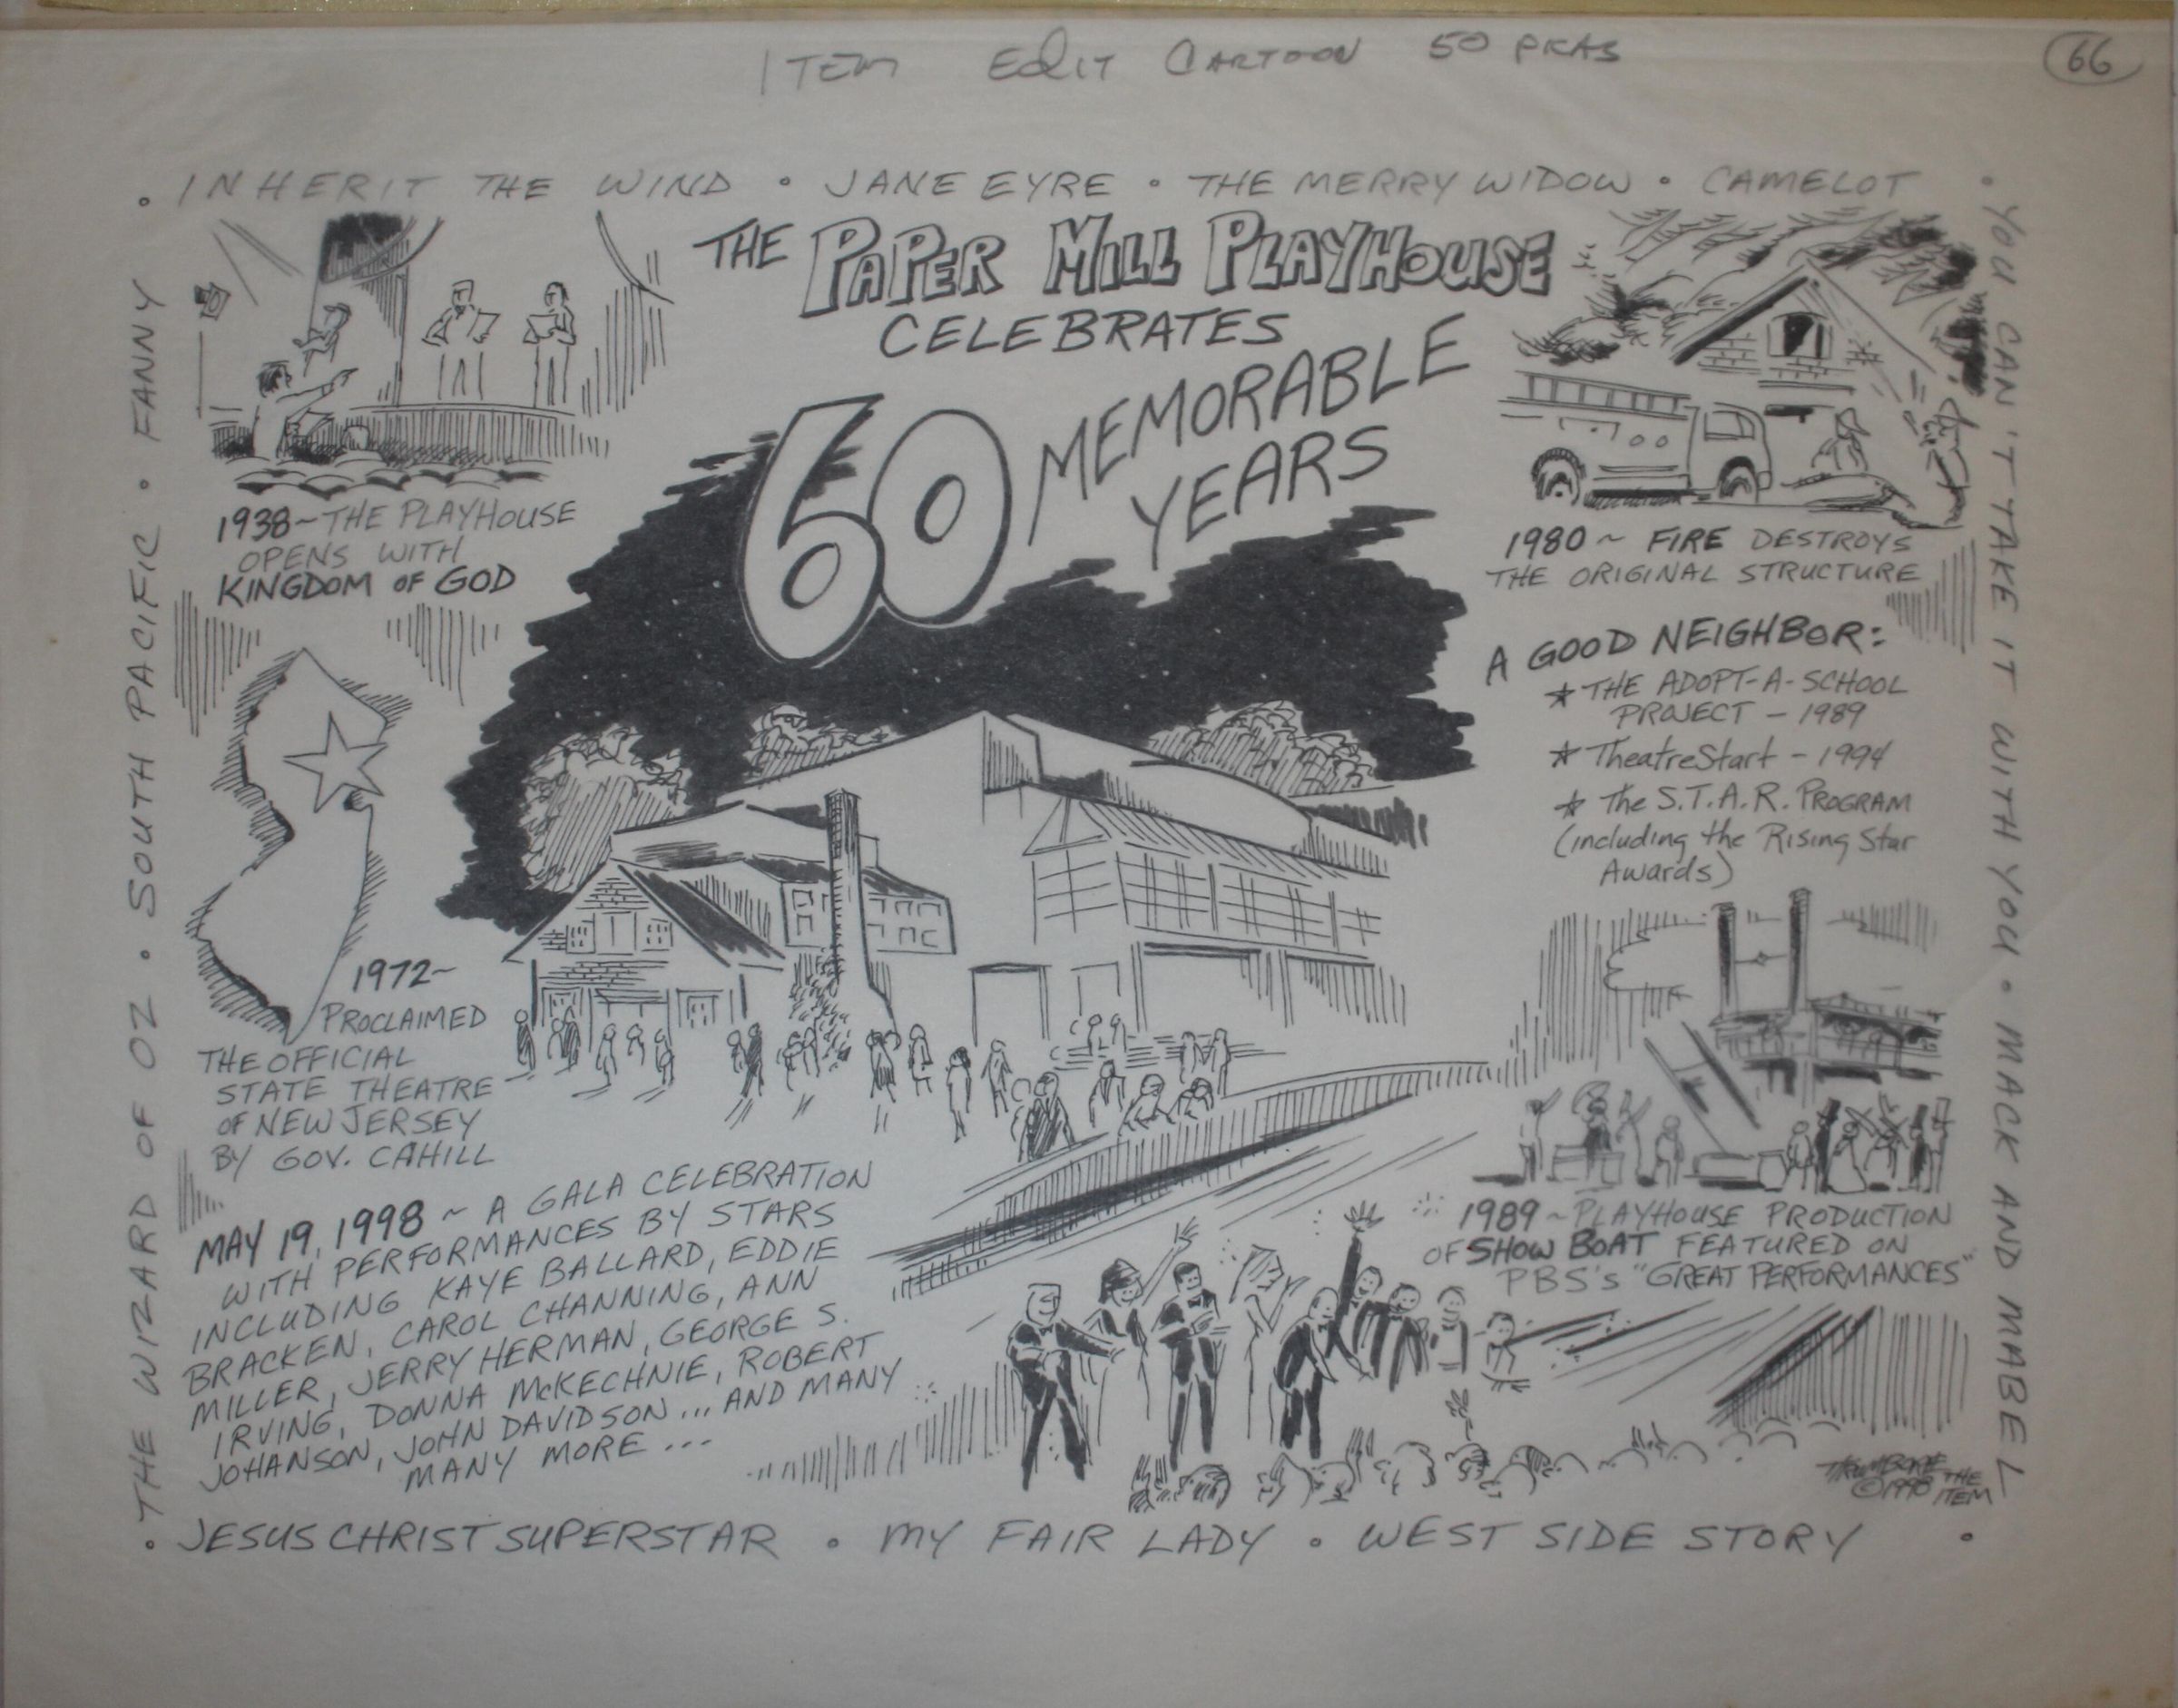 ITEM Edit CARTOON 50 PICAS
66
• INHERIT THE WIND • JANE EYRE • THE MERRY WIDOW • CAMELOT
• YOU CAN'T TAKE IT WITH YOU • MACK AND MABEL
THE PAPER MILL PLAYHOUSE
CELEBRATES
60 MEMORABLE
YEARS
1938~THE PLAYHOUSE
OPENS WITH
KINGDOM OF GOD
1980~ FIRE DESTROYS
THE ORIGINAL STRUCTURE
A GOOD NEIGHBOR:
★ THE ADOPT-A-SCHOOL
PROJECT - 1989
★ TheatreStart - 1994
★ The S.T.A.R. PROGRAM
(including the Rising Star
Awards)
1972~
PROCLAIMED
THE OFFICIAL
STATE THEATRE
OF NEW JERSEY
BY GOV. CAHILL
1989~PLAYHOUSE PRODUCTION
OF SHOW BOAT FEATURED ON
PBS's "GREAT PERFORMANCES"
MAY 19, 1998 ~ A GALA CELEBRATION
WITH PERFORMANCES BY STARS
INCLUDING KAYE BALLARD, EDDIE
BRACKEN, CAROL CHANNING, ANN
MILLER, JERRY HERMAN, GEORGE S.
IRVING, DONNA McKECHNIE, ROBERT
JOHANSON, JOHN DAVIDSON... AND MANY
MANY MORE ...
©1998 THE
ITEM
• THE WIZARD OF OZ • SOUTH PACIFIC • FANNY
• JESUS CHRIST SUPERSTAR • MY FAIR LADY • WEST SIDE STORY •